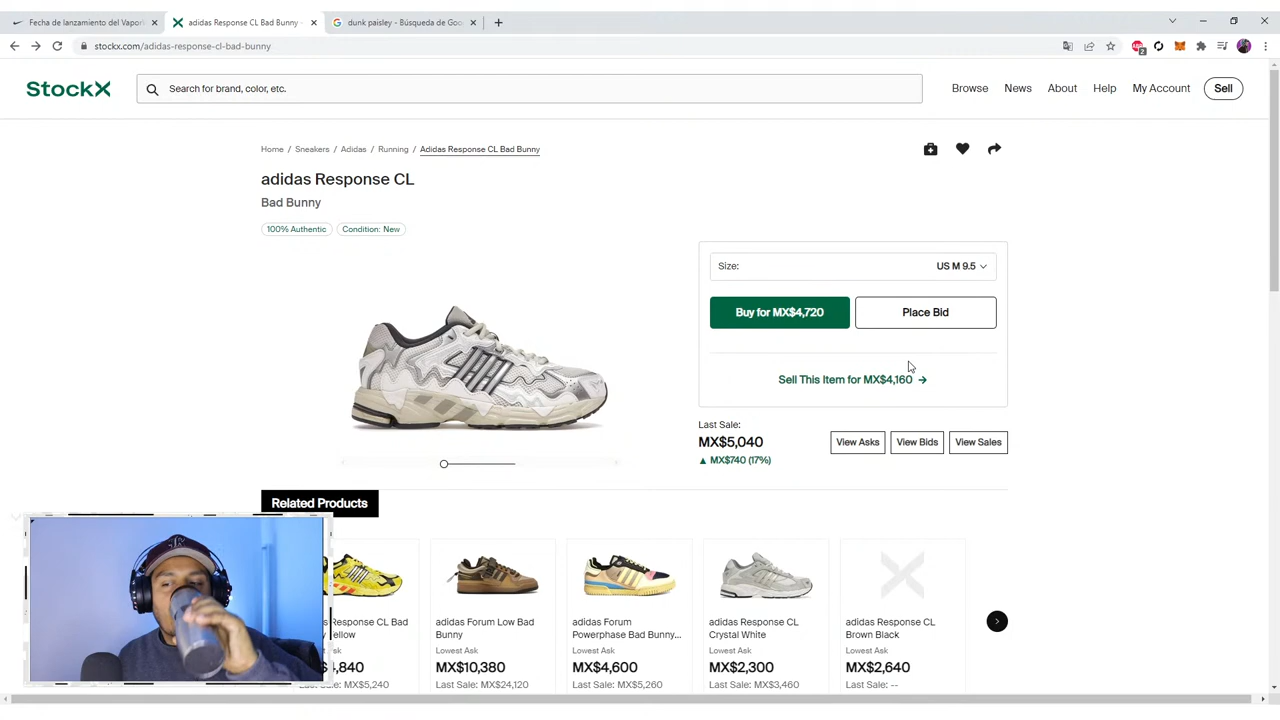 Fecha de lanzamiento del Vapori
adidas Response CL Bad Bunny -
dunk paisley - Búsqueda de Goo
stockx.com/adidas-response-cl-bad-bunny
StockX
Search for brand, color, etc.
Browse News About Help My Account Sell
Home / Sneakers / Adidas / Running / Adidas Response CL Bad Bunny
adidas Response CL
Bad Bunny
100% Authentic Condition: New
Size: US M 9.5
Buy for MX$4,720 Place Bid
Sell This Item for MX$4,160
Last Sale:
MX$5,040
▲ MX$740 (17%)
View Asks View Bids View Sales
Related Products
Response CL Bad
ellow
sk
4,840
Last Sale: MX$5,240
adidas Forum Low Bad
Bunny
Lowest Ask
MX$10,380
Last Sale: MX$24,120
adidas Forum
Powerphase Bad Bunny...
Lowest Ask
MX$4,600
Last Sale: MX$5,260
adidas Response CL
Crystal White
Lowest Ask
MX$2,300
Last Sale: MX$3,460
adidas Response CL
Brown Black
Lowest Ask
MX$2,640
Last Sale: --